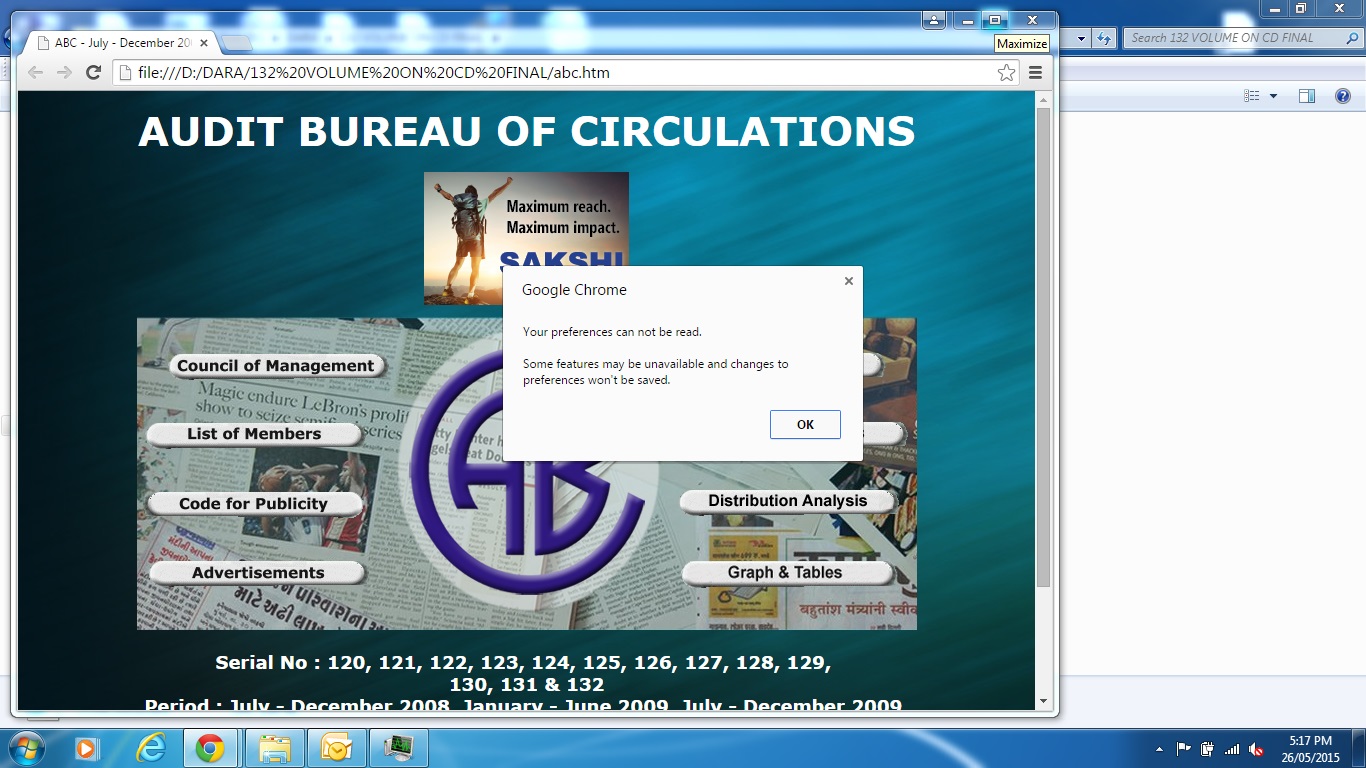 ABC - July - December 20
Maximize
Search 132 VOLUME ON CD FINAL
file:///D:/DARA/132%20VOLUME%20ON%20CD%20FINAL/abc.htm
AUDIT BUREAU OF CIRCULATIONS
Maximum reach.
Maximum impact.
SAKSHI
Google Chrome
Your preferences can not be read.
Some features may be unavailable and changes to
preferences won't be saved.
OK
Council of Management
Magic endure LeBron's
show to seize
List of Members
Code for Publicity
Advertisements
AB
Distribution Analysis
Graph & Tables
बहुतांश मंत्र्यांनी
Serial No : 120, 121, 122, 123, 124, 125, 126, 127, 128, 129,
130, 131 & 132
Period : July - December 2008, January - June 2009, July - December 2009
5:17 PM
26/05/2015